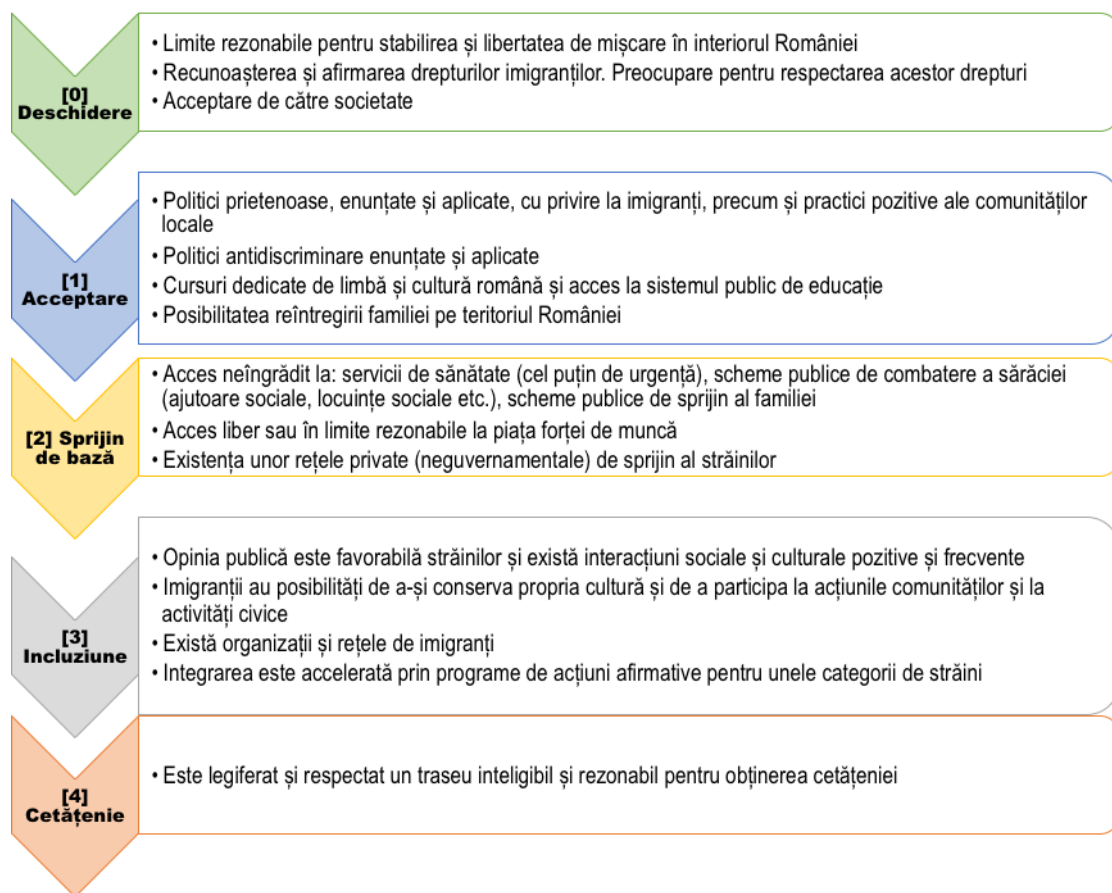 [0]
Deschidere
• Limite rezonabile pentru stabilirea și libertatea de mișcare în interiorul României
• Recunoașterea și afirmarea drepturilor imigranților. Preocupare pentru respectarea acestor drepturi
• Acceptare de către societate
[1]
Acceptare
• Politici prietenoase, enunțate și aplicate, cu privire la imigranți, precum și practici pozitive ale comunităților
locale
• Politici antidiscriminare enunțate și aplicate
• Cursuri dedicate de limbă și cultură română și acces la sistemul public de educație
• Posibilitatea reîntregirii familiei pe teritoriul României
[2] Sprijin
de bază
• Acces neîngrădit la: servicii de sănătate (cel puțin de urgență), scheme publice de combatere a sărăciei
(ajutoare sociale, locuințe sociale etc.), scheme publice de sprijin al familiei
• Acces liber sau în limite rezonabile la piața forței de muncă
• Existența unor rețele private (neguvernamentale) de sprijin al străinilor
[3]
Incluziune
• Opinia publică este favorabilă străinilor și există interacțiuni sociale și culturale pozitive și frecvente
• Imigranții au posibilități de a-și conserva propria cultură și de a participa la acțiunile comunităților și la
activități civice
• Există organizații și rețele de imigranți
• Integrarea este accelerată prin programe de acțiuni afirmative pentru unele categorii de străini
[4]
Cetățenie
• Este legiferat și respectat un traseu inteligibil și rezonabil pentru obținerea cetățeniei